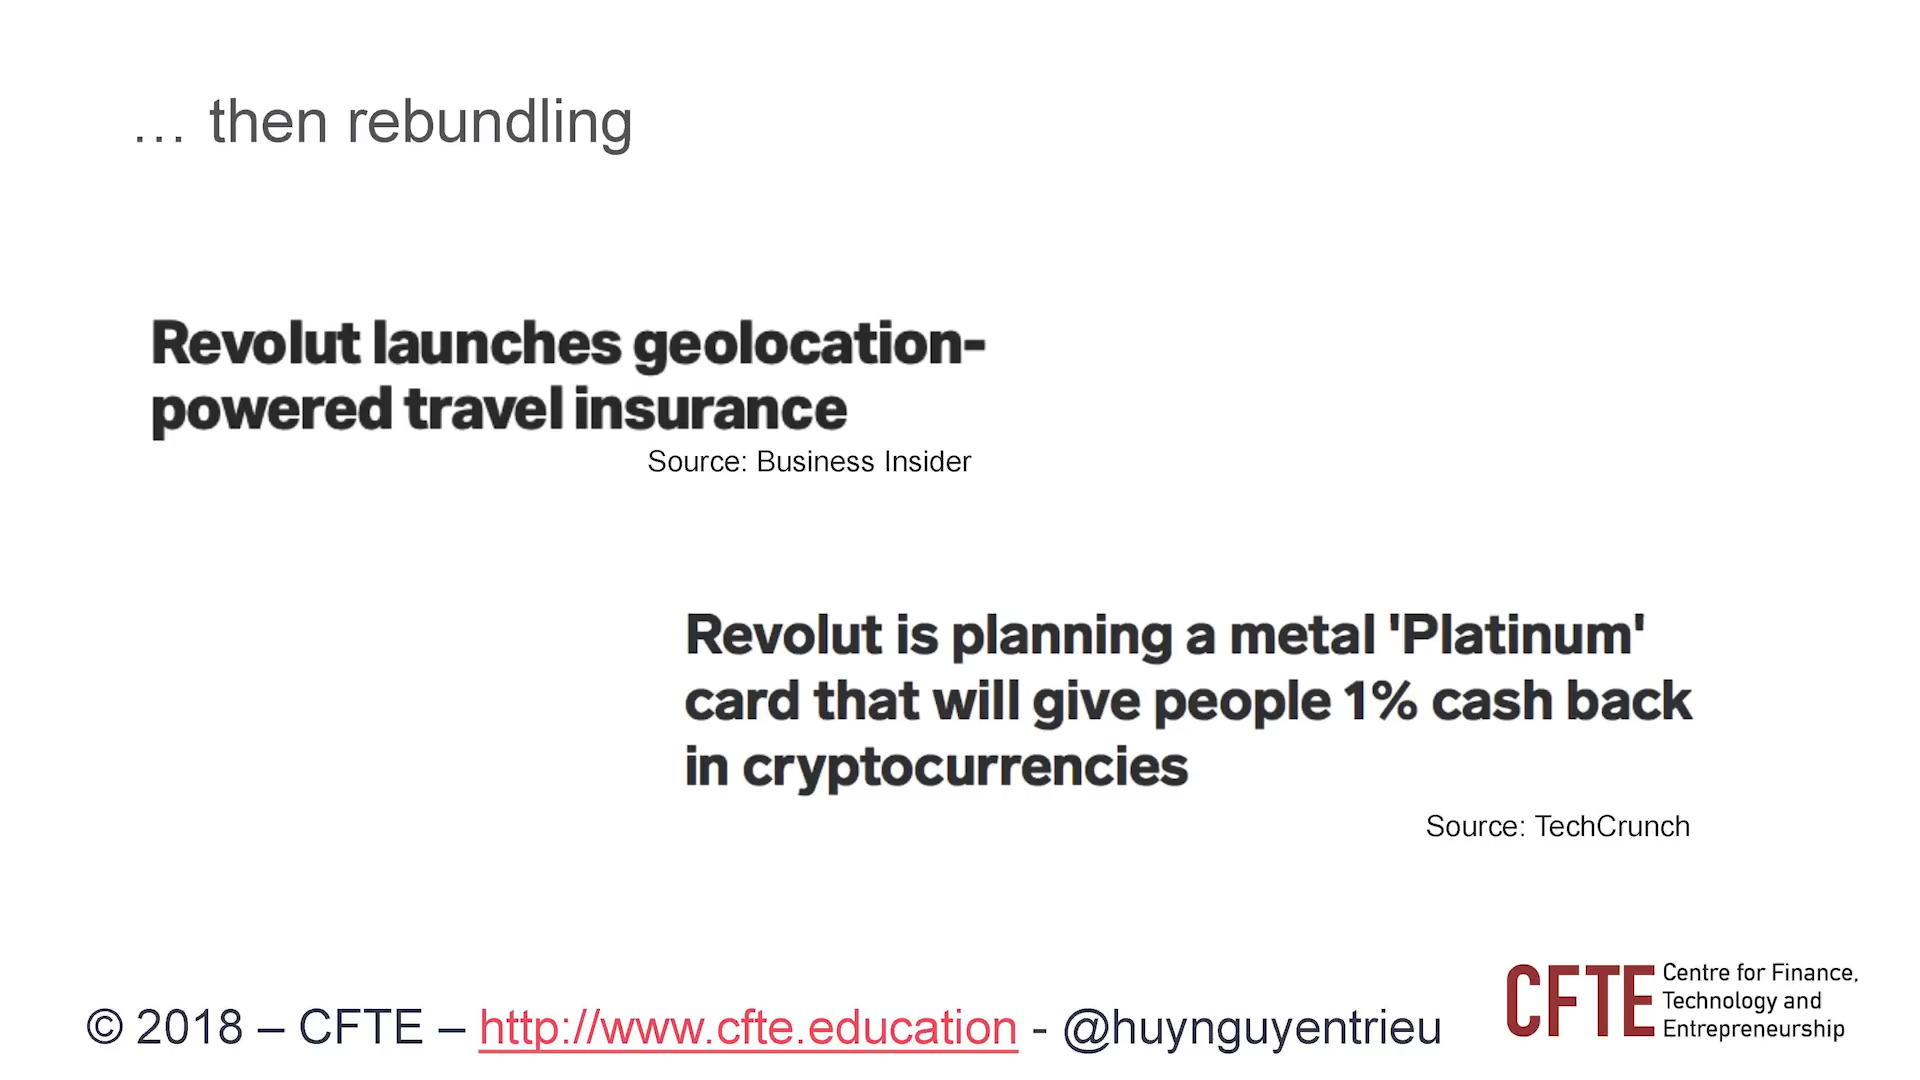 … then rebundling
Revolut launches geolocation-
powered travel insurance
Source: Business Insider
Revolut is planning a metal 'Platinum'
card that will give people 1% cash back
in cryptocurrencies
Source: TechCrunch
© 2018 – CFTE – http://www.cfte.education - @huynguyentrieu
CFTE
Centre for Finance,
Technology and
Entrepreneurship